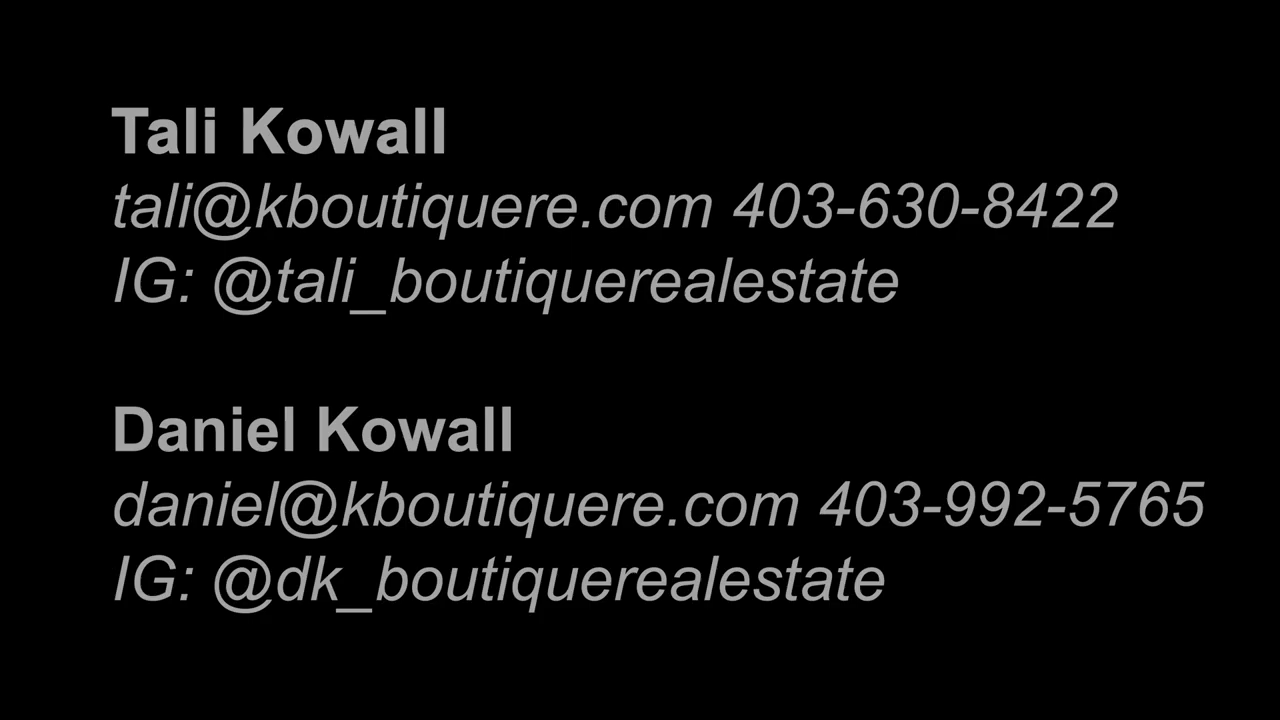 Tali Kowall
tali@kboutiquere.com 403-630-8422
IG: @tali_boutiquerealestate
Daniel Kowall
daniel@kboutiquere.com 403-992-5765
IG: @dk_boutiquerealestate